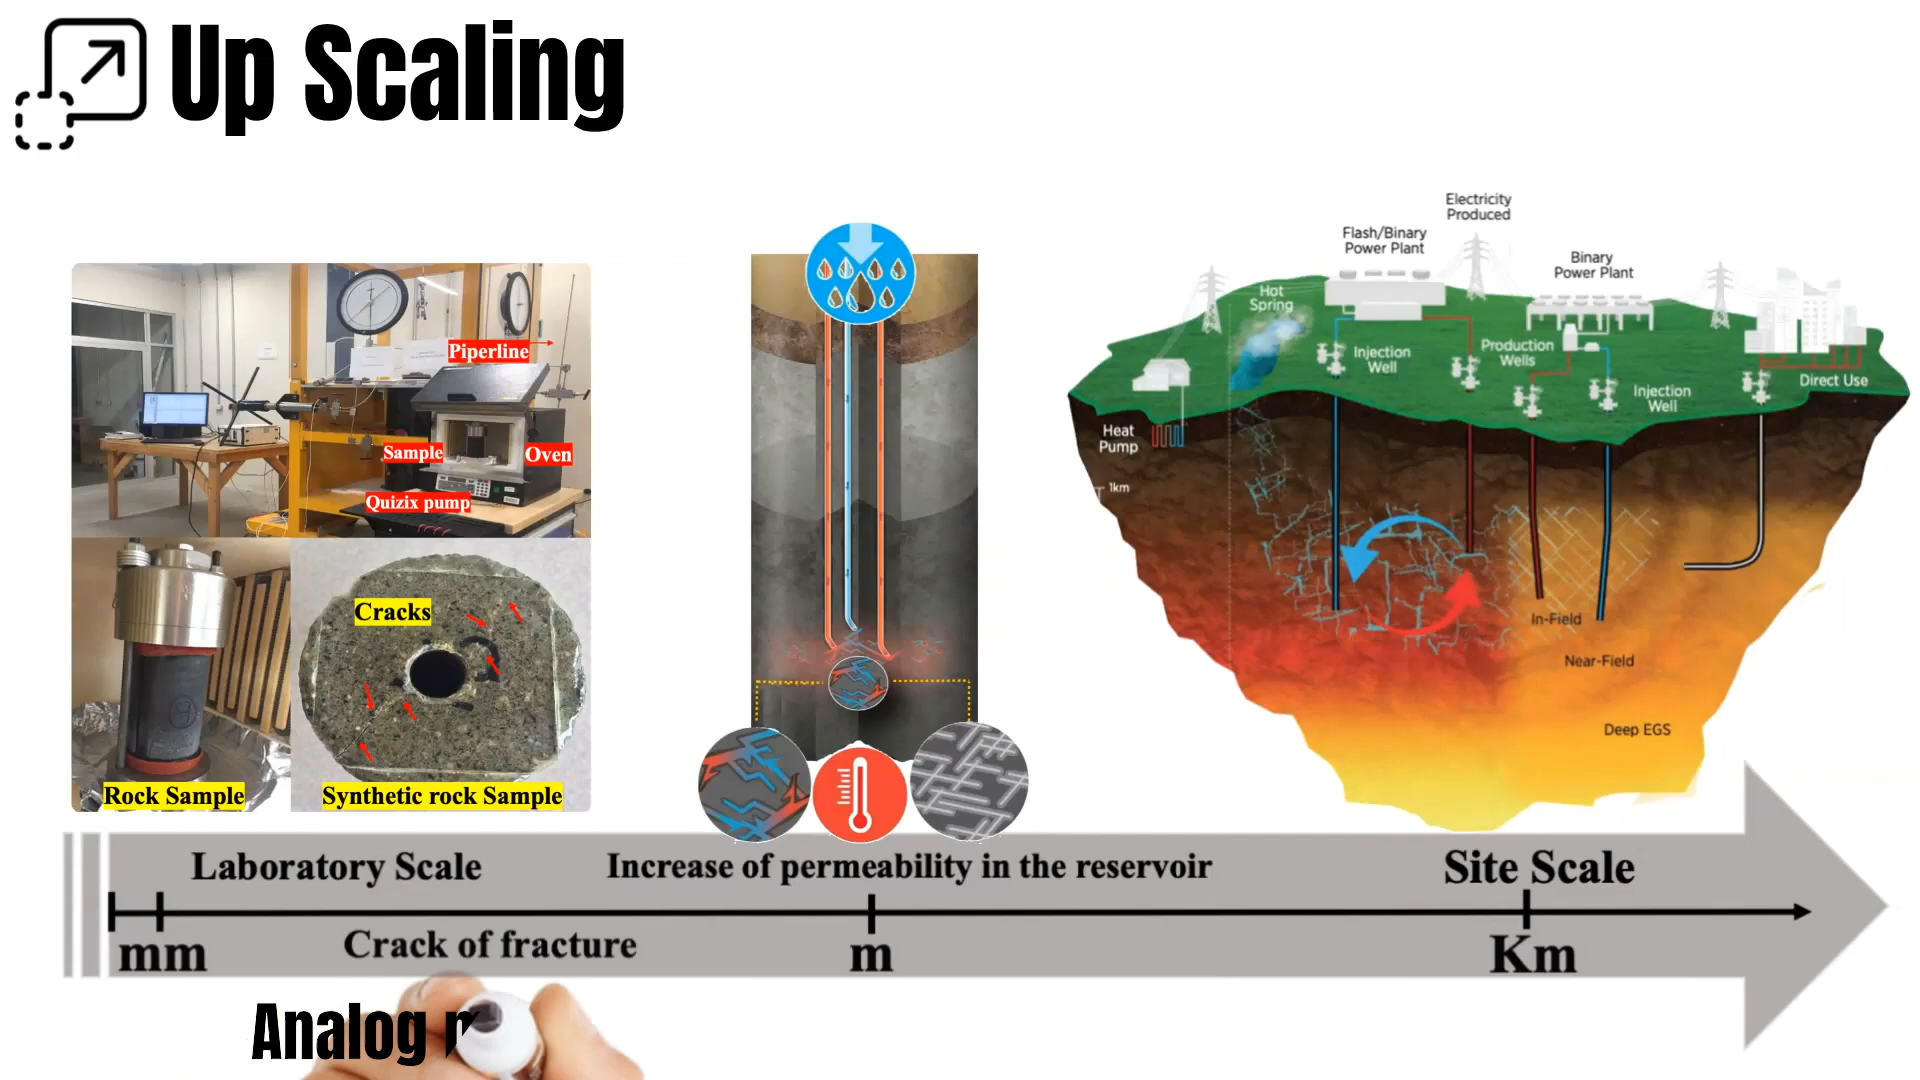 Up Scaling
Piperline
Sample
Oven
Quizix pump
Cracks
Rock Sample
Synthetic rock Sample
Electricity
Produced
Flash/Binary
Power Plant
Binary
Power Plant
Hot
Spring
Injection
Well
Production
Wells
Injection
Well
Direct Use
Heat
Pump
1km
In-Field
Near-Field
Deep EGS
Laboratory Scale
Increase of permeability in the reservoir
Site Scale
mm
Crack of fracture
m
Km
Analog